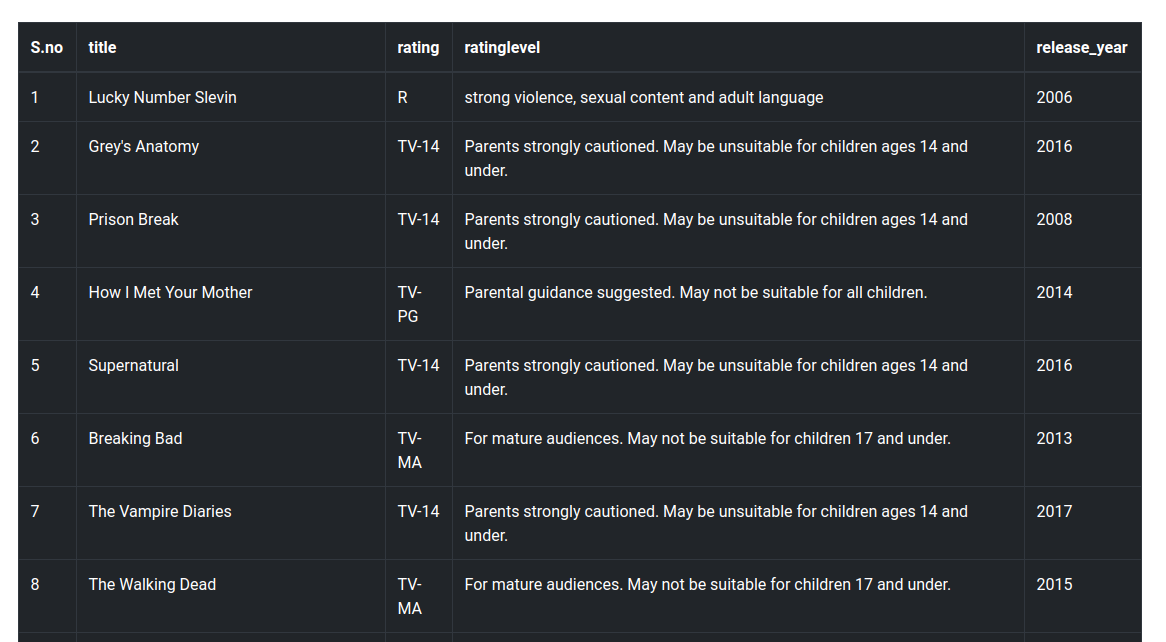 S.no title rating ratinglevel release_year
1 Lucky Number Slevin R strong violence, sexual content and adult language 2006
2 Grey's Anatomy TV-14 Parents strongly cautioned. May be unsuitable for children ages 14 and 2016
under.
3 Prison Break TV-14 Parents strongly cautioned. May be unsuitable for children ages 14 and 2008
under.
4 How I Met Your Mother TV- Parental guidance suggested. May not be suitable for all children. 2014
PG
5 Supernatural TV-14 Parents strongly cautioned. May be unsuitable for children ages 14 and 2016
under.
6 Breaking Bad TV- For mature audiences. May not be suitable for children 17 and under. 2013
MA
7 The Vampire Diaries TV-14 Parents strongly cautioned. May be unsuitable for children ages 14 and 2017
under.
8 The Walking Dead TV- For mature audiences. May not be suitable for children 17 and under. 2015
MA